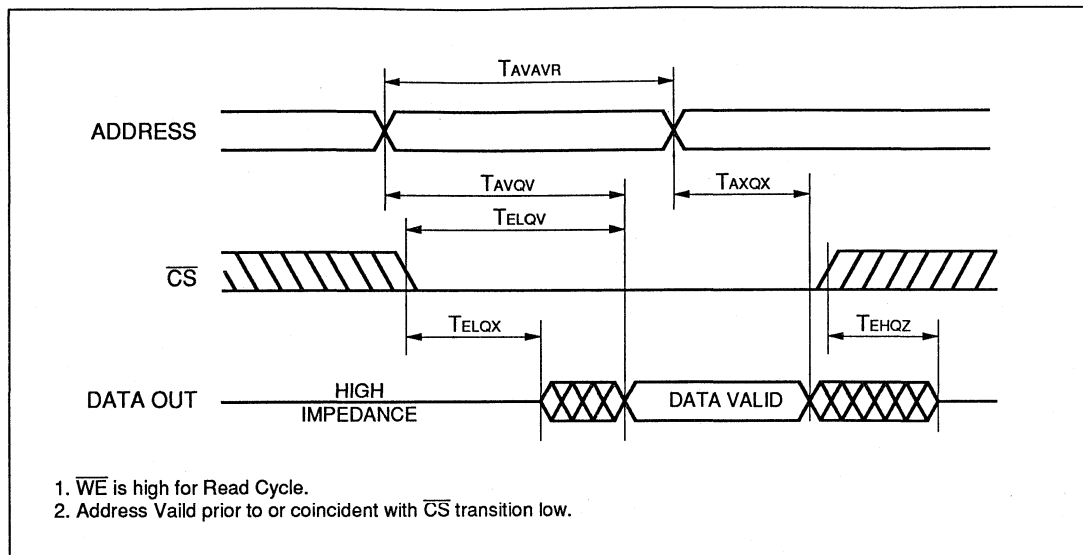 TAVAVR
ADDRESS
TAVQV
TAXQX
TELQV
CS
TELQX
TEHQZ
DATA OUT
HIGH
IMPEDANCE
DATA VALID
1. WE is high for Read Cycle.
2. Address Vaild prior to or coincident with CS transition low.